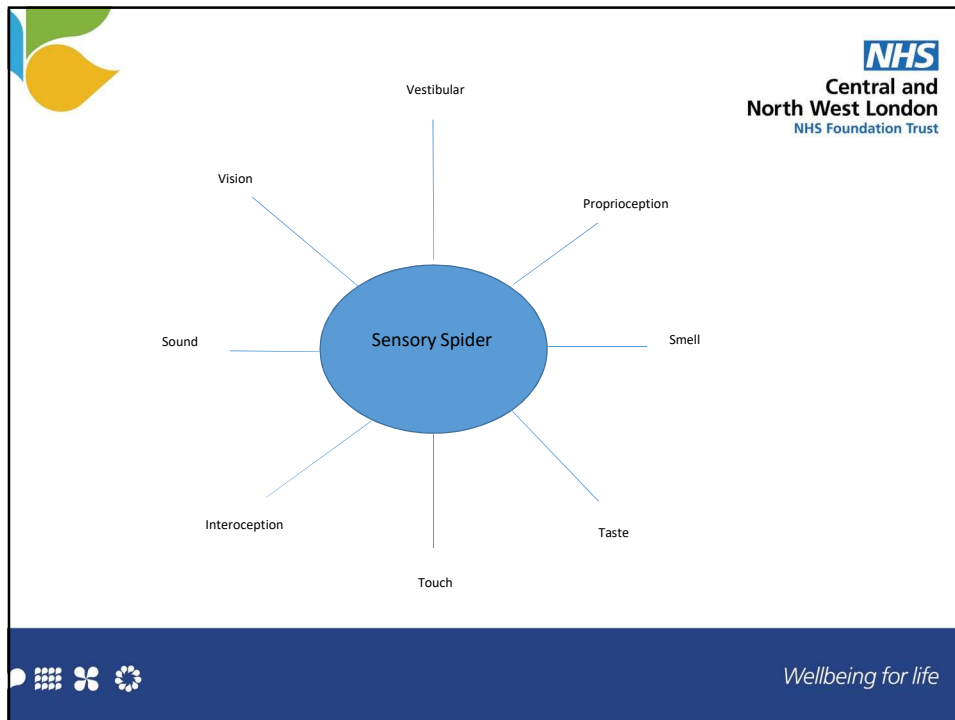 NHS
Central and
North West London
NHS Foundation Trust
Vestibular
Vision
Proprioception
Sensory Spider
Sound
Smell
Interoception
Taste
Touch
Wellbeing for life